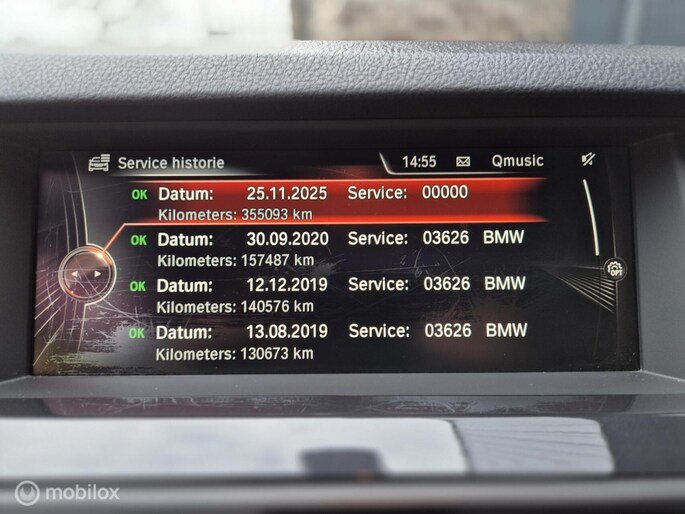 Service historie 14:55 Qmusic
OK Datum: 25.11.2025 Service: 00000
Kilometers: 355093 km
OK Datum: 30.09.2020 Service: 03626 BMW
Kilometers: 157487 km
OK Datum: 12.12.2019 Service: 03626 BMW
Kilometers: 140576 km
OK Datum: 13.08.2019 Service: 03626 BMW
Kilometers: 130673 km
OPT
mobilox